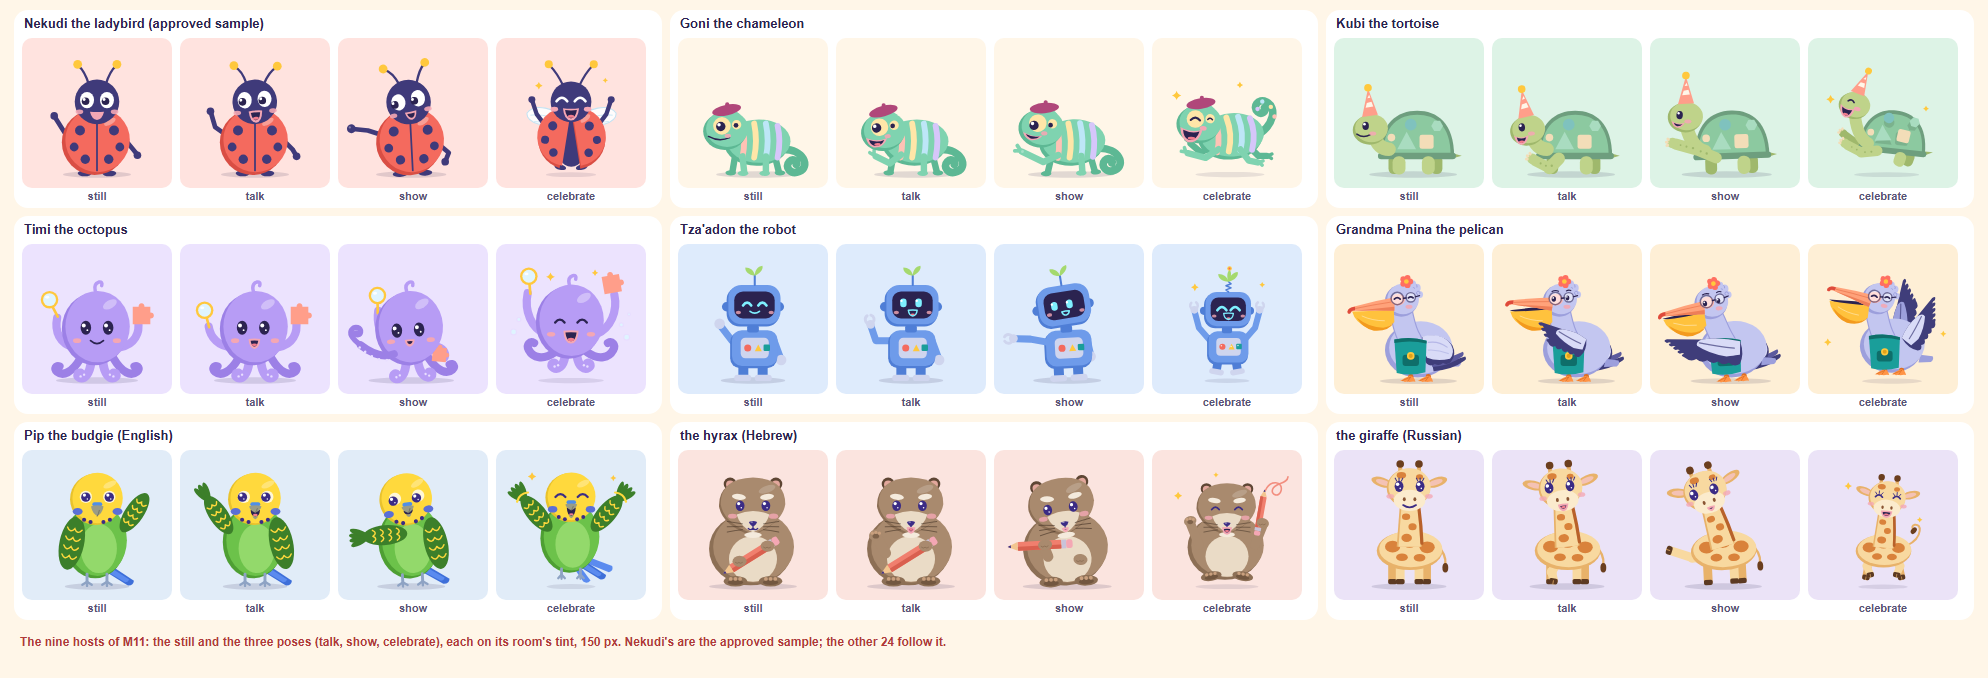 Nekudi the ladybird (approved sample)
still talk show celebrate
Goni the chameleon
still talk show celebrate
Kubi the tortoise
still talk show celebrate
Timi the octopus
still talk show celebrate
Tza'adon the robot
still talk show celebrate
Grandma Pnina the pelican
still talk show celebrate
Pip the budgie (English)
still talk show celebrate
the hyrax (Hebrew)
still talk show celebrate
the giraffe (Russian)
still talk show celebrate
The nine hosts of M11: the still and the three poses (talk, show, celebrate), each on its room's tint, 150 px. Nekudi's are the approved sample; the other 24 follow it.